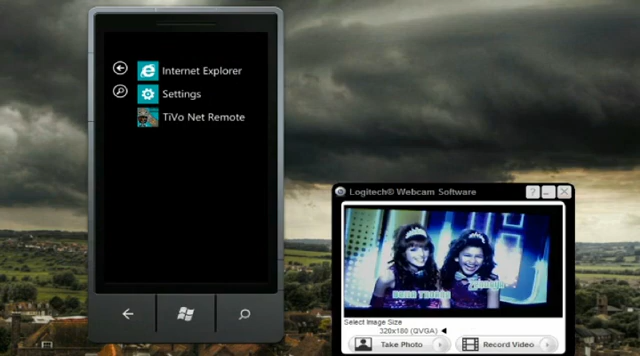 Internet Explorer
Settings
TiVo Net Remote
Logitech® Webcam Software
Select Image Size
320x180 (QVGA)
Take Photo
Record Video